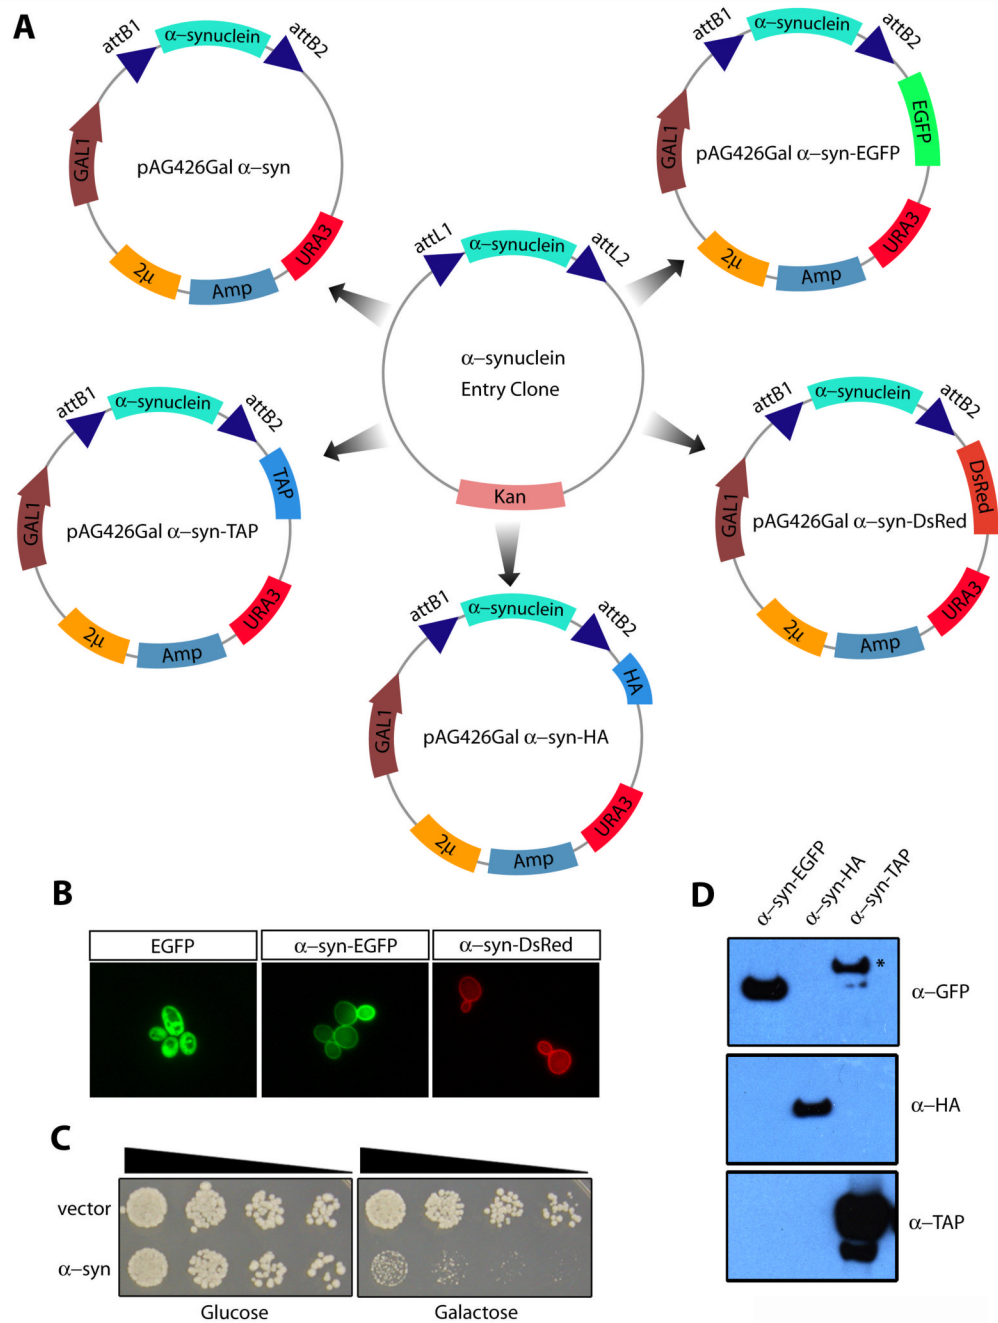 A
attB1
α-synuclein
attB2
GAL1
pAG426Gal α-syn
2μ
Amp
URA3
attB1
α-synuclein
attB2
EGFP
GAL1
pAG426Gal α-syn-EGFP
2μ
Amp
URA3
attL1
α-synuclein
attL2
α-synuclein
Entry Clone
Kan
attB1
α-synuclein
attB2
TAP
GAL1
pAG426Gal α-syn-TAP
2μ
Amp
URA3
attB1
α-synuclein
attB2
DsRed
GAL1
pAG426Gal α-syn-DsRed
2μ
Amp
URA3
attB1
α-synuclein
attB2
HA
GAL1
pAG426Gal α-syn-HA
2μ
Amp
URA3
B
EGFP
α-syn-EGFP
α-syn-DsRed
C
vector
α-syn
Glucose
Galactose
D
α-syn-EGFP
α-syn-HA
α-syn-TAP
*
α-GFP
α-HA
α-TAP